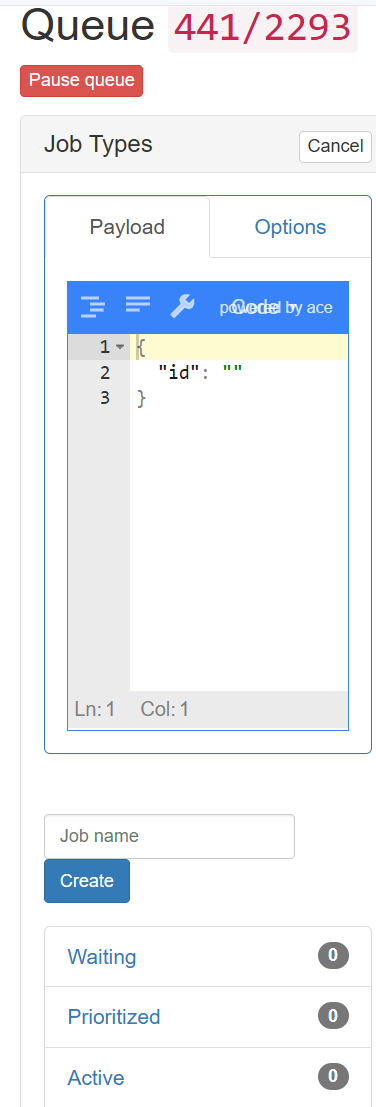 Queue 441/2293
Pause queue
Job Types
Cancel
Payload
Options
Code
powered by ace
1 {
2 "id": ""
3 }
Ln: 1 Col: 1
Job name
Create
Waiting 0
Prioritized 0
Active 0